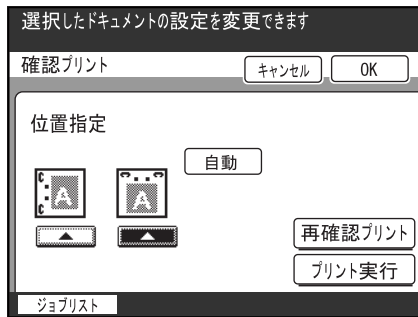 選択したドキュメントの設定を変更できます
確認プリント
キャンセル
OK
位置指定
自動
A
A
再確認プリント
プリント実行
ジョブリスト